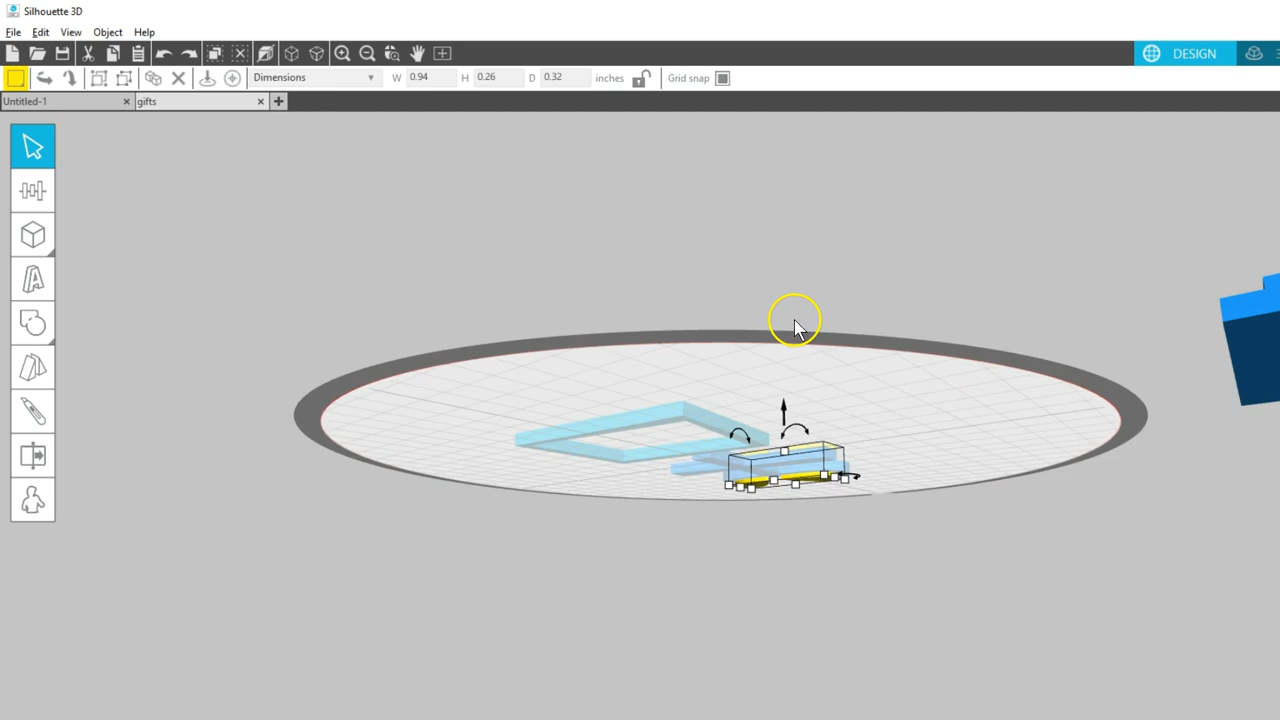 Silhouette 3D
File Edit View Object Help
DESIGN
Dimensions W 0.94 H 0.26 D 0.32 inches Grid snap
Untitled-1 gifts